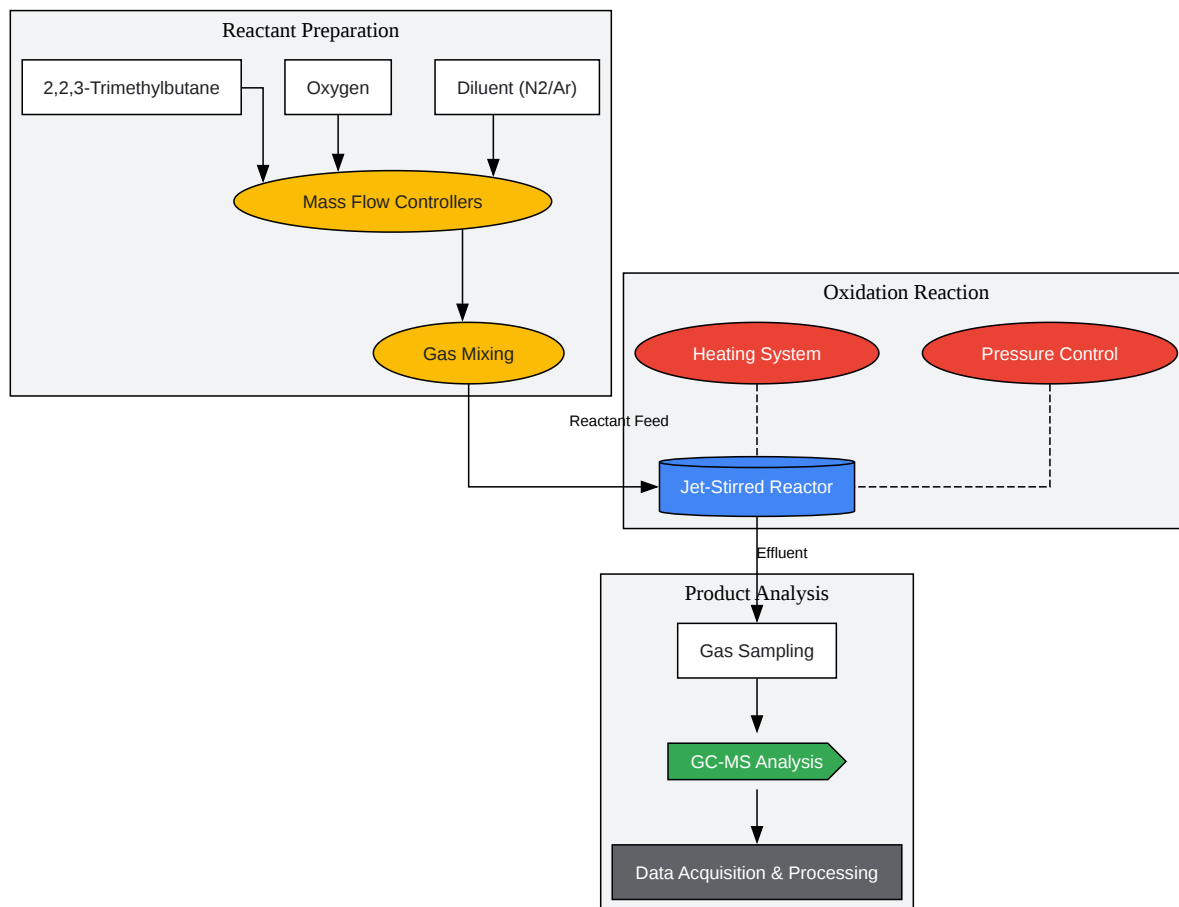 Reactant Preparation
2,2,3-Trimethylbutane
Oxygen
Diluent (N2/Ar)
Mass Flow Controllers
Gas Mixing
Oxidation Reaction
Heating System
Pressure Control
Reactant Feed
Jet-Stirred Reactor
Effluent
Product Analysis
Gas Sampling
GC-MS Analysis
Data Acquisition & Processing